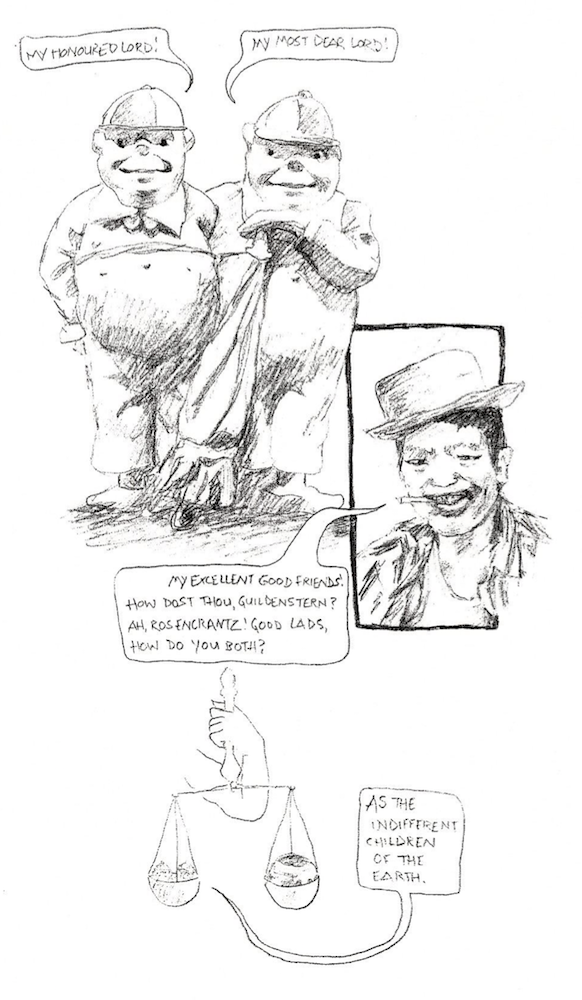 MY HONOURED LORD!
MY MOST DEAR LORD!
MY EXCELLENT GOOD FRIENDS!
HOW DOST THOU, GUILDENSTERN?
AH, ROSENCRANTZ! GOOD LADS,
HOW DO YOU BOTH?
AS THE
INDIFFERENT
CHILDREN
OF THE
EARTH.